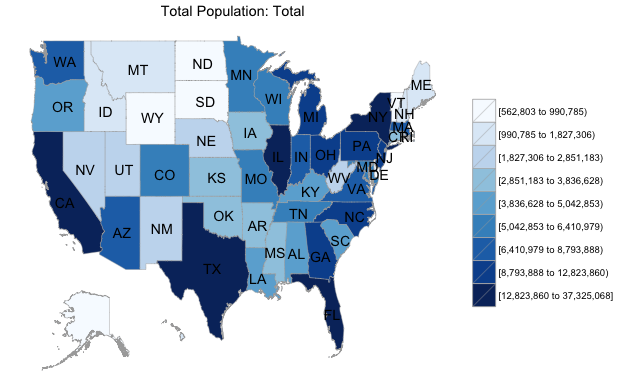 Total Population: Total
WA
MT
ND
MN
ME
OR
ID
SD
WI
VT
NH
WY
MI
NY
MA
CT
RI
NE
IA
PA
NV
UT
IL
IN
OH
NJ
MD
DE
CO
KS
MO
WV
KY
VA
CA
AZ
NM
OK
TN
NC
AR
SC
MS
AL
GA
TX
LA
FL
[562,803 to 990,785)
[990,785 to 1,827,306)
[1,827,306 to 2,851,183)
[2,851,183 to 3,836,628)
[3,836,628 to 5,042,853)
[5,042,853 to 6,410,979)
[6,410,979 to 8,793,888)
[8,793,888 to 12,823,860)
[12,823,860 to 37,325,068]